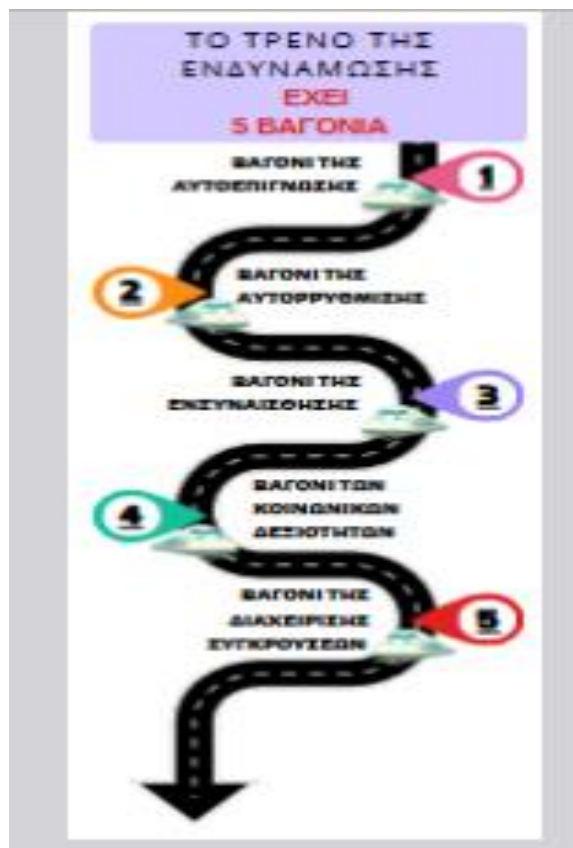 ΤΟ ΤΡΕΝΟ ΤΗΣ
ΕΝΔΥΝΑΜΩΣΗΣ
ΕΧΕΙ
5 ΒΑΓΟΝΙΑ
ΒΑΓΟΝΙ ΤΗΣ
ΑΥΤΟΕΠΙΓΝΩΣΗΣ
1
2
ΒΑΓΟΝΙ ΤΗΣ
ΑΥΤΟΡΡΥΘΜΙΣΗΣ
ΒΑΓΟΝΙ ΤΗΣ
ΕΝΣΥΝΑΙΣΘΗΣΗΣ
3
4
ΒΑΓΟΝΙ ΤΩΝ
ΚΟΙΝΩΝΙΚΩΝ
ΔΕΞΙΟΤΗΤΩΝ
ΒΑΓΟΝΙ ΤΗΣ
ΔΙΑΧΕΙΡΙΣΗΣ
ΣΥΓΚΡΟΥΣΕΩΝ
5